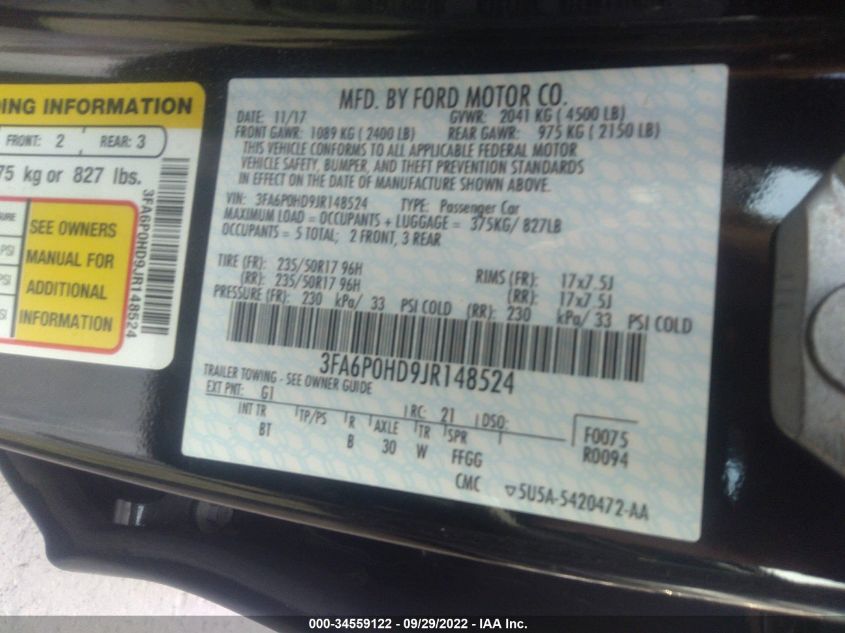 DING INFORMATION
FRONT: 2 REAR: 3
75 kg or 827 lbs.
PSI
PSI
PSI
SEE OWNERS
MANUAL FOR
ADDITIONAL
INFORMATION
3FA6P0HD9JR148524
MFD. BY FORD MOTOR CO.
DATE: 11/17 GVWR: 2041 KG ( 4500 LB)
FRONT GAWR: 1089 KG ( 2400 LB) REAR GAWR: 975 KG ( 2150 LB)
THIS VEHICLE CONFORMS TO ALL APPLICABLE FEDERAL MOTOR
VEHICLE SAFETY, BUMPER, AND THEFT PREVENTION STANDARDS
IN EFFECT ON THE DATE OF MANUFACTURE SHOWN ABOVE.
VIN: 3FA6P0HD9JR148524 TYPE: Passenger Car
MAXIMUM LOAD = OCCUPANTS + LUGGAGE = 375KG/ 827LB
OCCUPANTS = 5 TOTAL; 2 FRONT, 3 REAR
TIRE (FR): 235/50R17 96H RIMS (FR): 17x7.5J
(RR): 235/50R17 96H (RR): 17x7.5J
PRESSURE (FR): 230 kPa/ 33 PSI COLD (RR): 230 kPa/ 33 PSI COLD
3FA6P0HD9JR148524
TRAILER TOWING - SEE OWNER GUIDE
EXT PNT: G1 RC: 21 DSO:
INT TR TP/PS R AXLE TR SPR
BT B 30 W FFGG
F0075
R0094
CMC 5U5A-5420472-AA
000-34559122 - 09/29/2022 - IAA Inc.